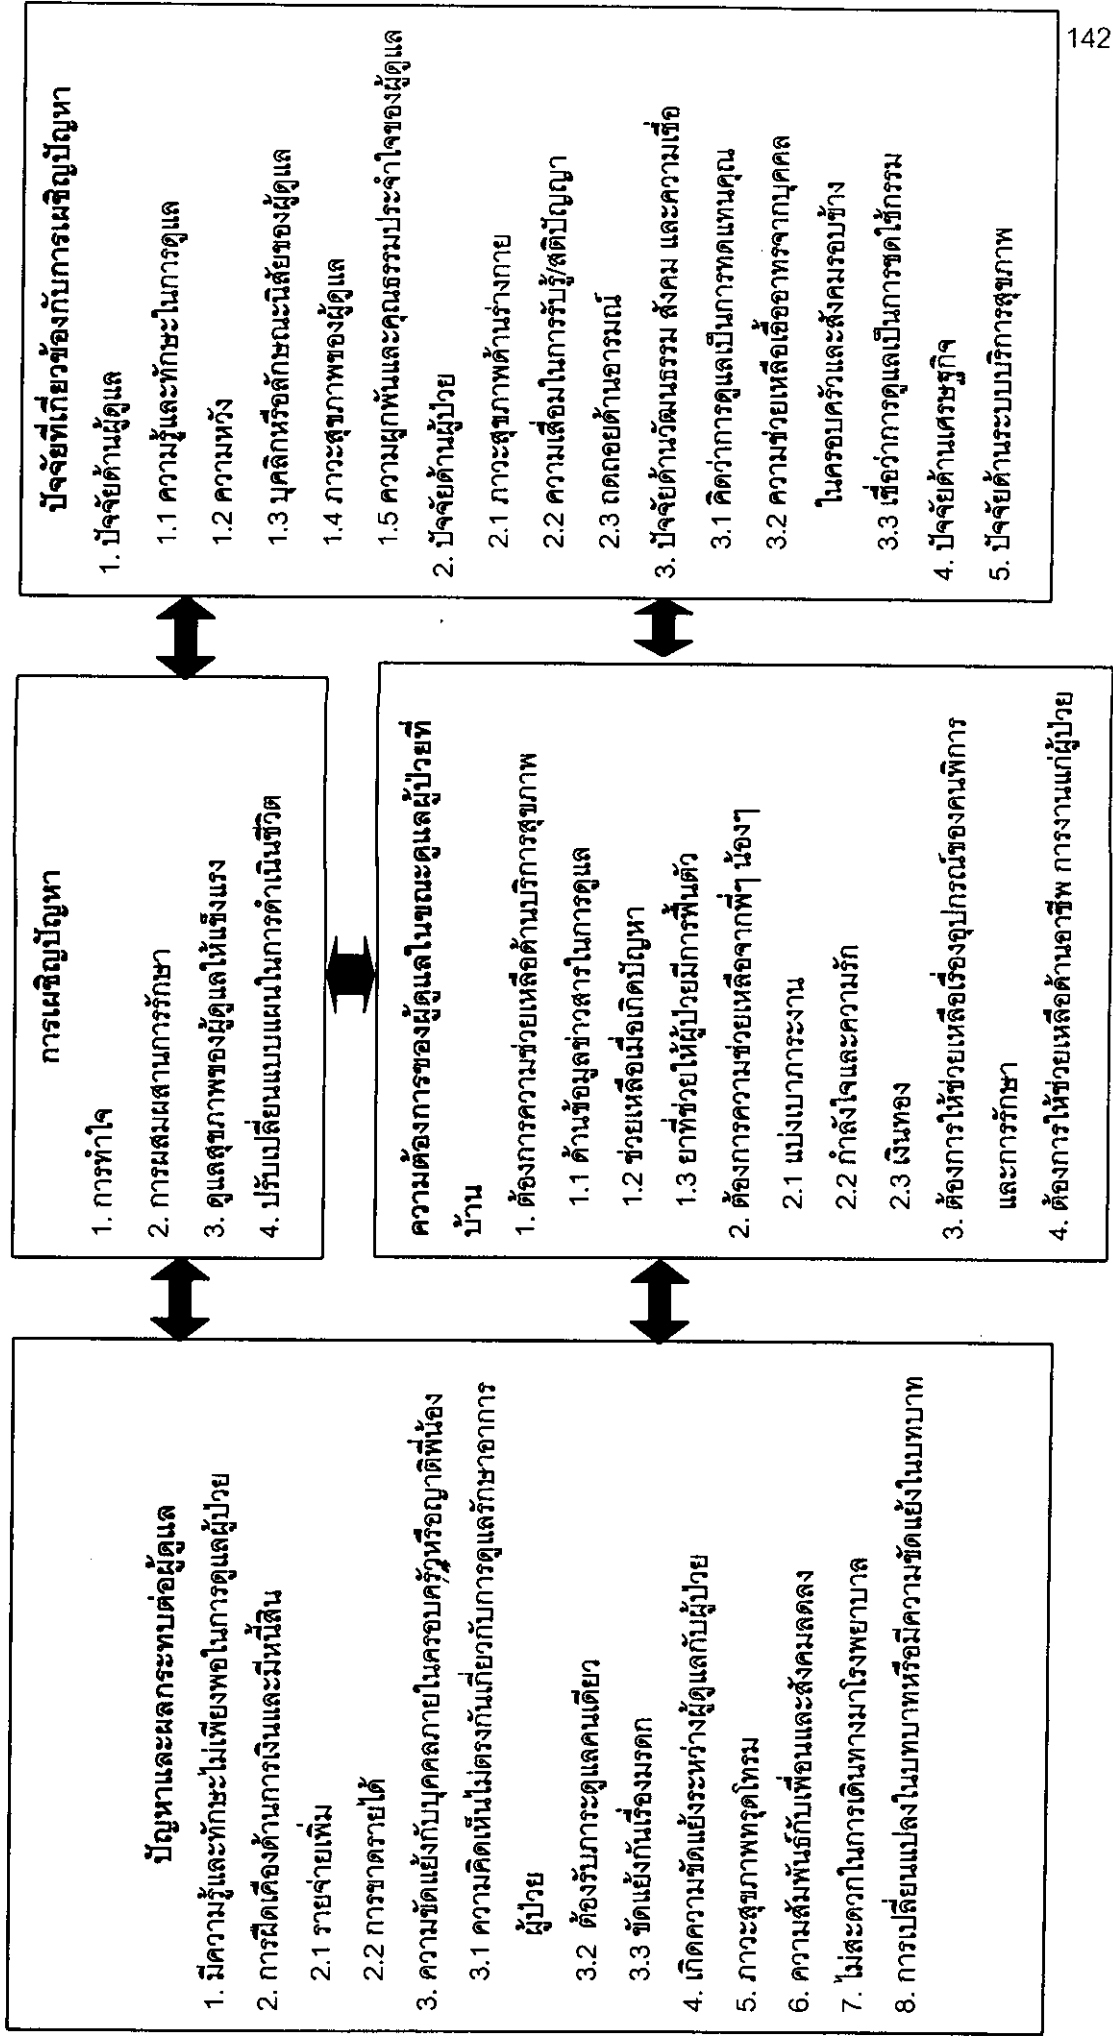 ปัญหาและผลกระทบต่อผู้ดูแล
1. มีความรู้และทักษะไม่เพียงพอในการดูแลผู้ป่วย
2. การฝืดเคืองด้านการเงินและมีหนี้สิน
2.1 รายจ่ายเพิ่ม
2.2 การขาดรายได้
3. ความขัดแย้งกับบุคคลภายในครอบครัวหรือญาติพี่น้อง
3.1 ความคิดเห็นไม่ตรงกันเกี่ยวกับการดูแลรักษาอาการ
ผู้ป่วย
3.2 ต้องรับภาระดูแลคนเดียว
3.3 ขัดแย้งกันเรื่องมรดก
4. เกิดความขัดแย้งระหว่างผู้ดูแลกับผู้ป่วย
5. ภาวะสุขภาพทรุดโทรม
6. ความสัมพันธ์กับเพื่อนและสังคมลดลง
7. ไม่สะดวกในการเดินทางมาโรงพยาบาล
8. การเปลี่ยนแปลงในบทบาทหรือมีความขัดแย้งในบทบาท
การเผชิญปัญหา
1. การทำใจ
2. การผสมผสานการรักษา
3. ดูแลสุขภาพของผู้ดูแลให้แข็งแรง
4. ปรับเปลี่ยนแบบแผนในการดำเนินชีวิต
ความต้องการของผู้ดูแลในขณะดูแลผู้ป่วยที่
บ้าน
1. ต้องการความช่วยเหลือด้านบริการสุขภาพ
1.1 ด้านข้อมูลข่าวสารในการดูแล
1.2 ช่วยเหลือเมื่อเกิดปัญหา
1.3 ยาที่ช่วยให้ผู้ป่วยมีการฟื้นตัว
2. ต้องการความช่วยเหลือจากพี่ๆ น้องๆ
2.1 แบ่งเบาภาระงาน
2.2 กำลังใจและความรัก
2.3 เงินทอง
3. ต้องการให้ช่วยเหลือเรื่องอุปกรณ์ของคนพิการ
และการรักษา
4. ต้องการให้ช่วยเหลือด้านอาชีพ การงานแก่ผู้ป่วย
ปัจจัยที่เกี่ยวข้องกับการเผชิญปัญหา
1. ปัจจัยด้านผู้ดูแล
1.1 ความรู้และทักษะในการดูแล
1.2 ความหวัง
1.3 บุคลิกหรือลักษณะนิสัยของผู้ดูแล
1.4 ภาวะสุขภาพของผู้ดูแล
1.5 ความผูกพันและคุณธรรมประจำใจของผู้ดูแล
2. ปัจจัยด้านผู้ป่วย
2.1 ภาวะสุขภาพด้านร่างกาย
2.2 ความเสื่อมในการรับรู้/สติปัญญา
2.3 ถดถอยด้านอารมณ์
3. ปัจจัยด้านวัฒนธรรม สังคม และความเชื่อ
3.1 คิดว่าการดูแลเป็นการทดแทนคุณ
3.2 ความช่วยเหลือเอื้ออาทรจากบุคคล
ในครอบครัวและสังคมรอบข้าง
3.3 เชื่อว่าการดูแลเป็นการชดใช้กรรม
4. ปัจจัยด้านเศรษฐกิจ
5. ปัจจัยด้านระบบบริการสุขภาพ
142